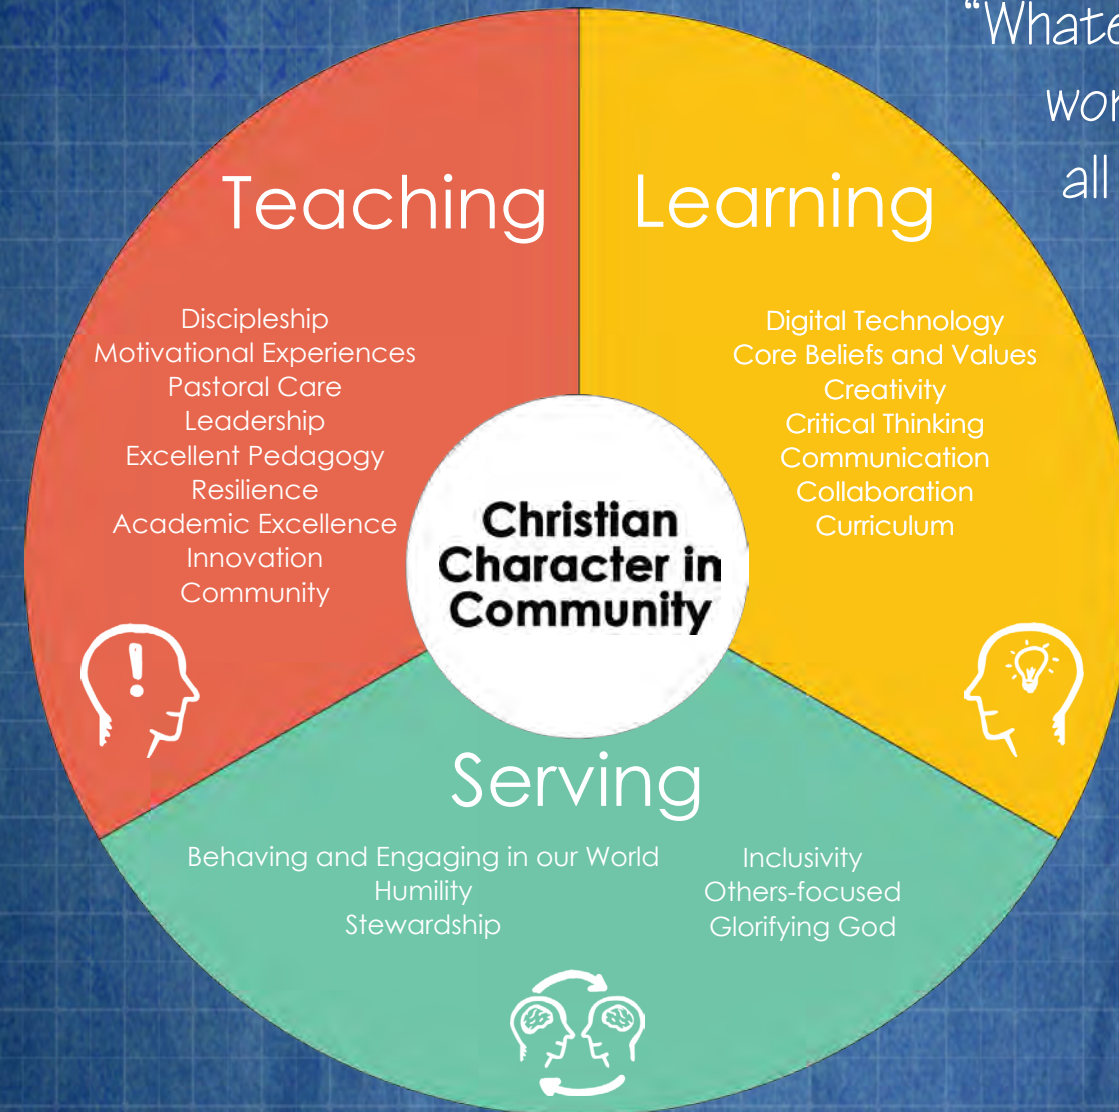 "Whate
wor
all
Teaching
Discipleship
Motivational Experiences
Pastoral Care
Leadership
Excellent Pedagogy
Resilience
Academic Excellence
Innovation
Community
Learning
Digital Technology
Core Beliefs and Values
Creativity
Critical Thinking
Communication
Collaboration
Curriculum
Christian
Character in
Community
Serving
Behaving and Engaging in our World
Humility
Stewardship
Inclusivity
Others-focused
Glorifying God